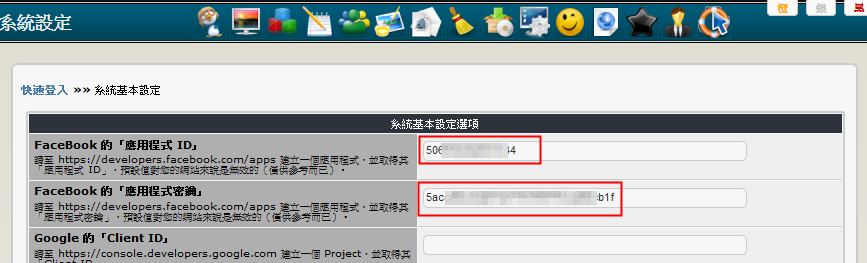 系統設定
橙
銀
黑
快速登入 »» 系統基本設定
系統基本設定選項
FaceBook 的「應用程式 ID」
請至 https://developers.facebook.com/apps 建立一個應用程式，並取得其
「應用程式 ID」，預設值對您的網站來說是無效的（僅供參考而已）。
506
44
FaceBook 的「應用程式密鑰」
請至 https://developers.facebook.com/apps 建立一個應用程式，並取得其
「應用程式密鑰」，預設值對您的網站來說是無效的（僅供參考而已）。
5ac
cb1f
Google 的「Client ID」
請至 https://console.developers.google.com 建立一個 Project，並取得其
「Client ID